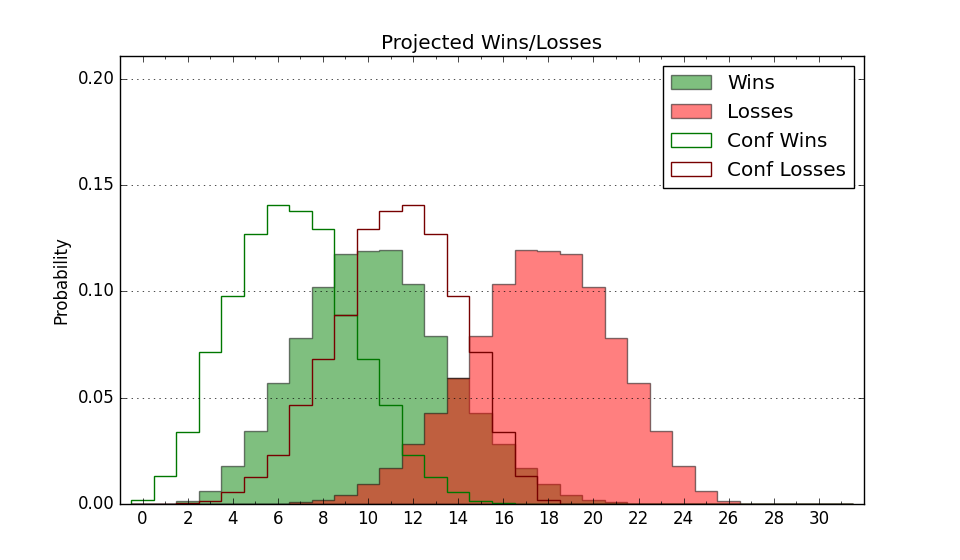 Projected Wins/Losses
0.20
0.15
0.10
0.05
0.00
Probability
Wins
Losses
Conf Wins
Conf Losses
0 2 4 6 8 10 12 14 16 18 20 22 24 26 28 30